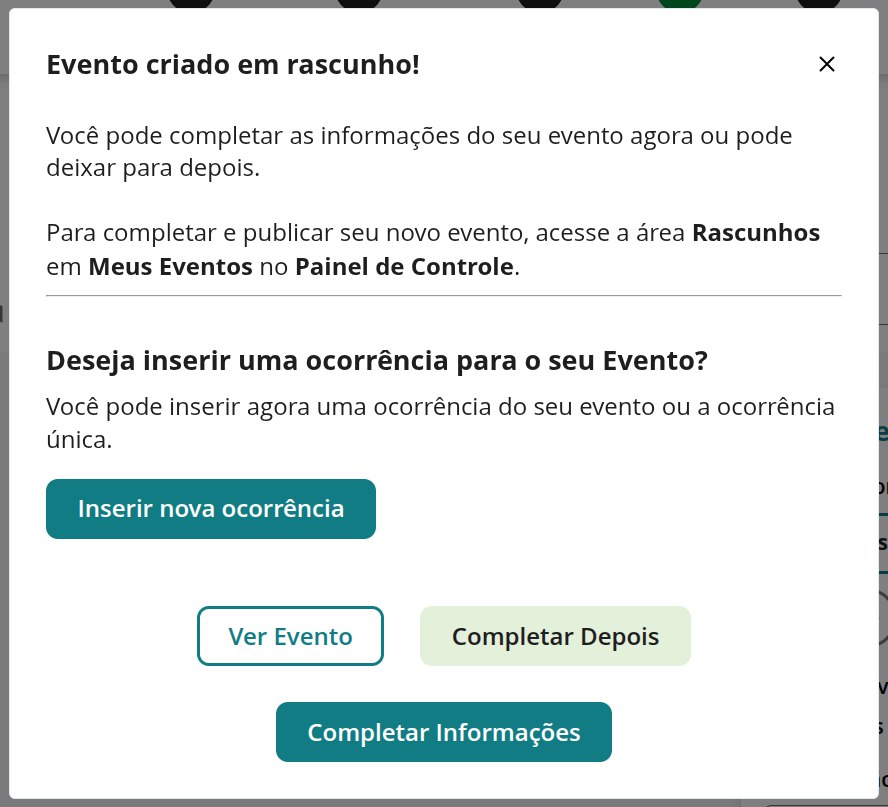 Evento criado em rascunho!
Você pode completar as informações do seu evento agora ou pode
deixar para depois.
Para completar e publicar seu novo evento, acesse a área Rascunhos
em Meus Eventos no Painel de Controle.
Deseja inserir uma ocorrência para o seu Evento?
Você pode inserir agora uma ocorrência do seu evento ou a ocorrência
única.
Inserir nova ocorrência
Ver Evento
Completar Depois
Completar Informações